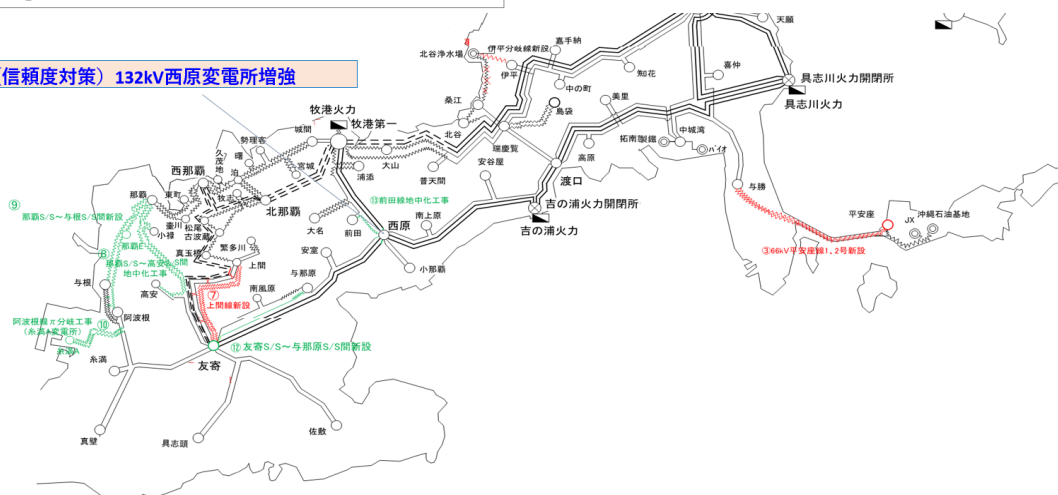 （信頼度対策）132kV西原変電所増強
天願
嘉手納
伊平分岐線新設
北谷浄水場
伊平
知花
喜仲
具志川火力開閉所
具志川火力
中の町
美里
島袋
桑江
北谷
牧港火力
牧港第一
城間
勢理客
曙
久茂地
泊
宮城
西那覇
牧志
北那覇
浦添
大山
普天間
瑞慶覧
安谷屋
高原
拓南製鐵
中城湾
バイオ
渡口
吉の浦火力開閉所
吉の浦火力
与勝
平安座
JX
沖縄石油基地
③66kV平安座線1,2号新設
⑬前田線地中化工事
西原
南上原
前田
大名
小那覇
安室
与那原
南風原
那覇
東町
壷川
小禄
松尾
古波蔵
真玉橋
繁多川
上間
⑨
那覇S/S～与根S/S間新設
那覇E
⑧
那覇S/S～高安S/S間
地中化工事
高安
与根
⑦
上間線新設
⑩
阿波根線π分岐工事
（糸満A変電所）
阿波根
糸満A
糸満
⑫友寄S/S～与那原S/S間新設
友寄
真壁
具志頭
佐敷